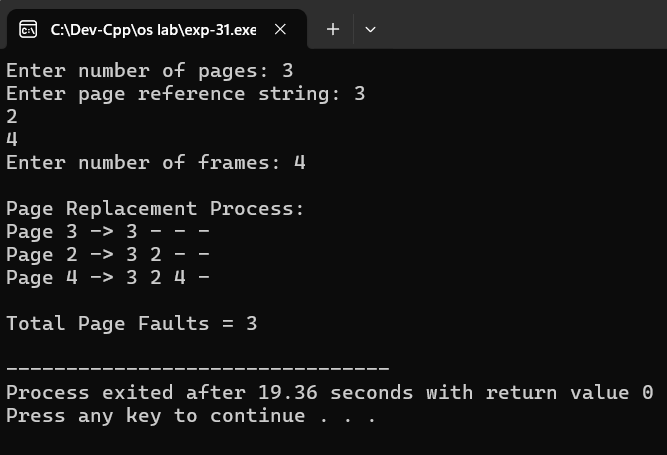 C:\Dev-Cpp\os lab\exp-31.exe
Enter number of pages: 3
Enter page reference string: 3
2
4
Enter number of frames: 4
Page Replacement Process:
Page 3 -> 3 - - -
Page 2 -> 3 2 - -
Page 4 -> 3 2 4 -
Total Page Faults = 3
--------------------------------
Process exited after 19.36 seconds with return value 0
Press any key to continue . . .